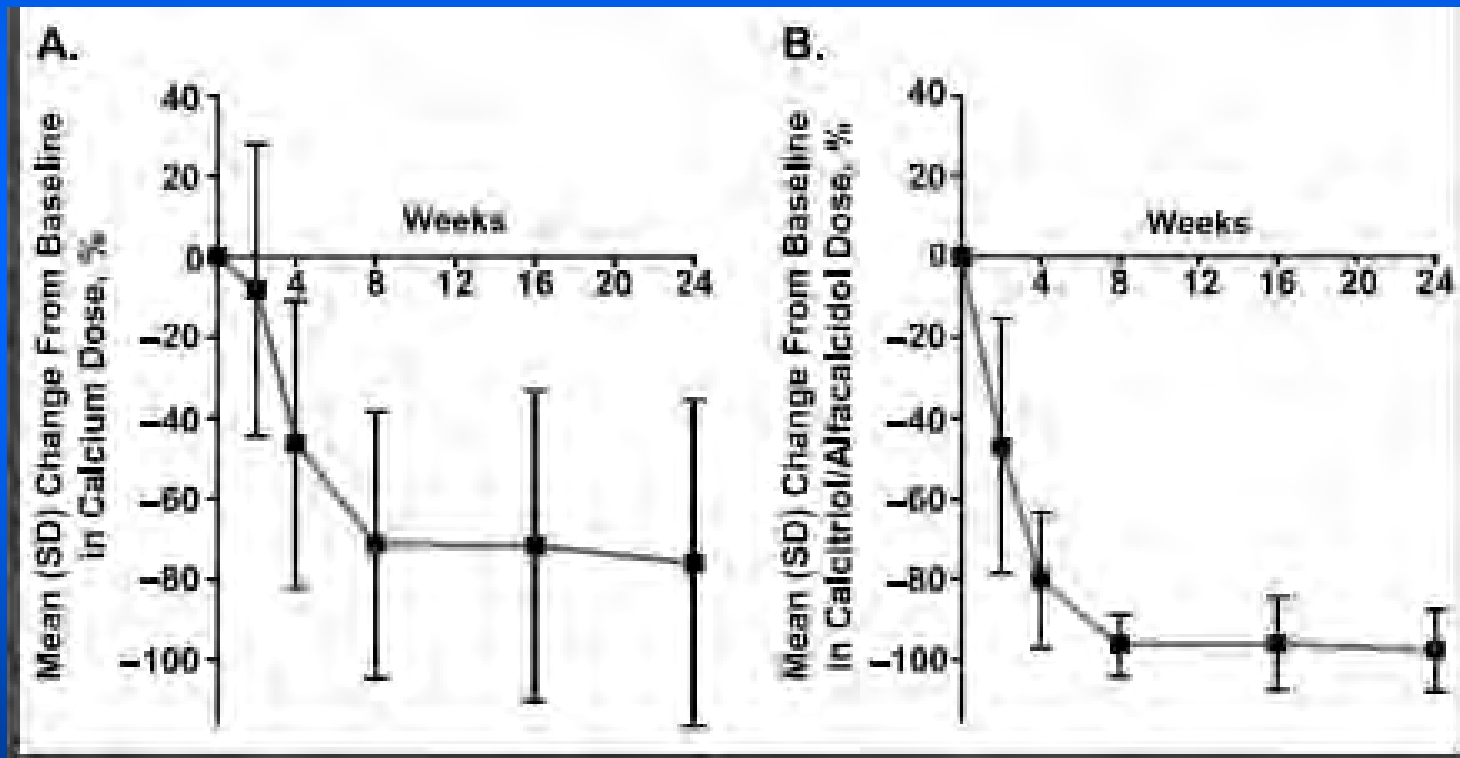 A.
Mean (SD) Change From Baseline
in Calcium Dose, %
40
20
0
–20
–40
–60
–80
–100
Weeks
4 8 12 16 20 24
B.
Mean (SD) Change From Baseline
in Calcitriol/Alfacalcidol Dose, %
40
20
0
–20
–40
–60
–80
–100
Weeks
4 8 12 16 20 24